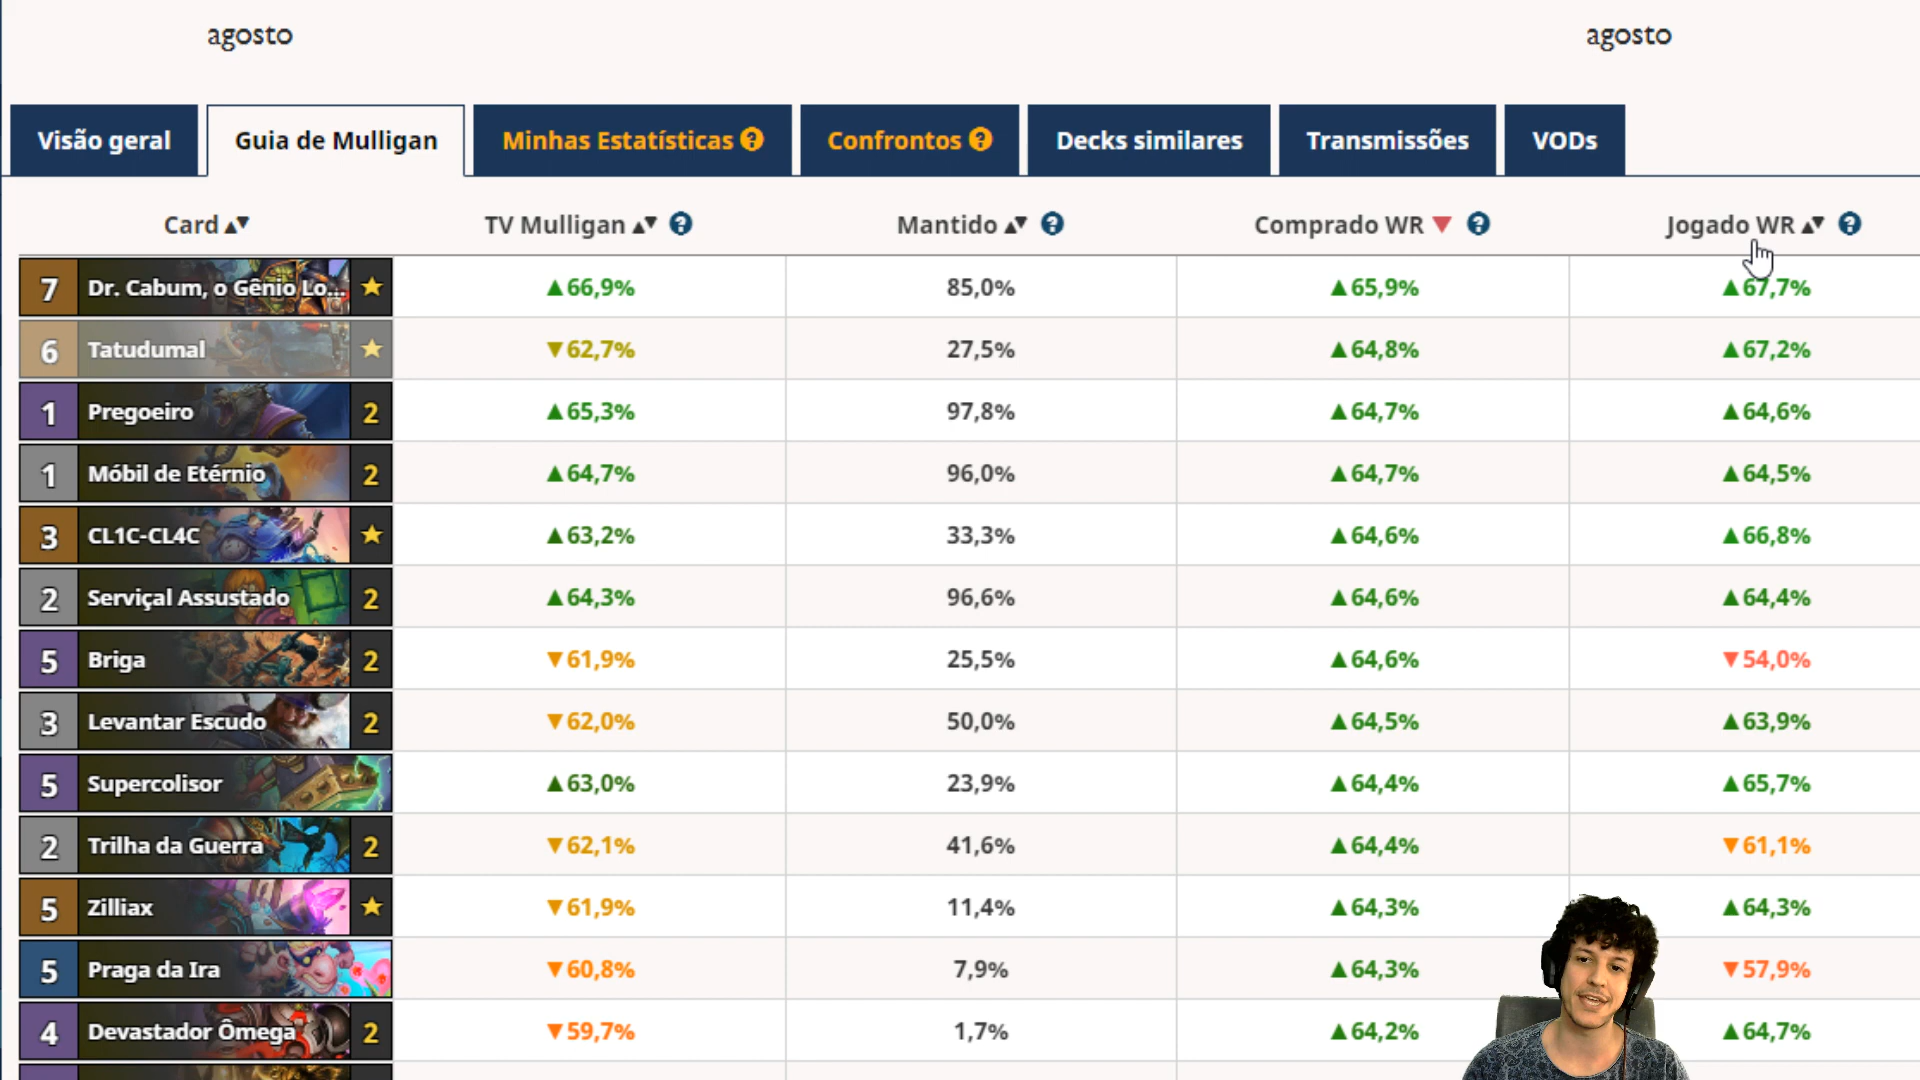 agosto agosto
Visão geral Guia de Mulligan Minhas Estatísticas ? Confrontos ? Decks similares Transmissões VODs
Card ▲▼ TV Mulligan ▲▼ ? Mantido ▲▼ ? Comprado WR ▼ ? Jogado WR ▲▼ ?
7 Dr. Cabum, o Gênio Lo... ★ ▲66,9% 85,0% ▲65,9% ▲67,7%
6 Tatudumal ★ ▼62,7% 27,5% ▲64,8% ▲67,2%
1 Pregoeiro 2 ▲65,3% 97,8% ▲64,7% ▲64,6%
1 Móbil de Etérnio 2 ▲64,7% 96,0% ▲64,7% ▲64,5%
3 CL1C-CL4C ★ ▲63,2% 33,3% ▲64,6% ▲66,8%
2 Serviçal Assustado 2 ▲64,3% 96,6% ▲64,6% ▲64,4%
5 Briga 2 ▼61,9% 25,5% ▲64,6% ▼54,0%
3 Levantar Escudo 2 ▼62,0% 50,0% ▲64,5% ▲63,9%
5 Supercolisor ▲63,0% 23,9% ▲64,4% ▲65,7%
2 Trilha da Guerra 2 ▼62,1% 41,6% ▲64,4% ▼61,1%
5 Zilliax ★ ▼61,9% 11,4% ▲64,3% ▲64,3%
5 Praga da Ira ▼60,8% 7,9% ▲64,3% ▼57,9%
4 Devastador Ômega 2 ▼59,7% 1,7% ▲64,2% ▲64,7%